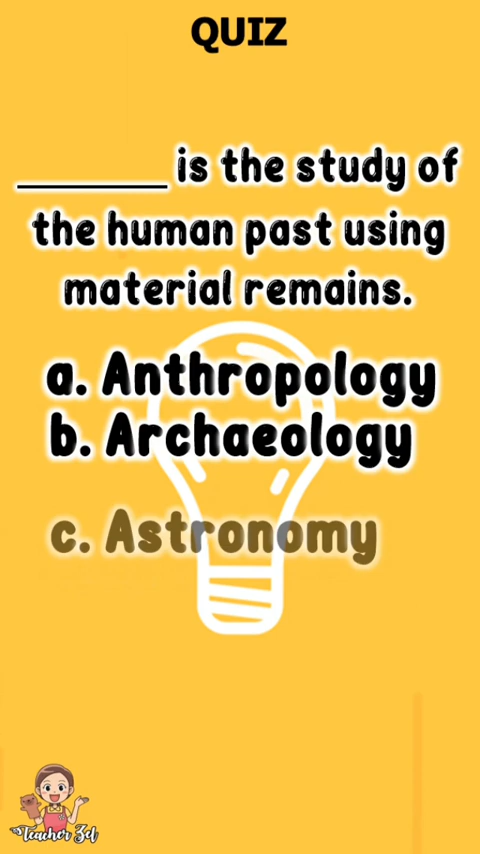 QUIZ
________ is the study of
the human past using
material remains.
a. Anthropology
b. Archaeology
c. Astronomy
Teacher Zel